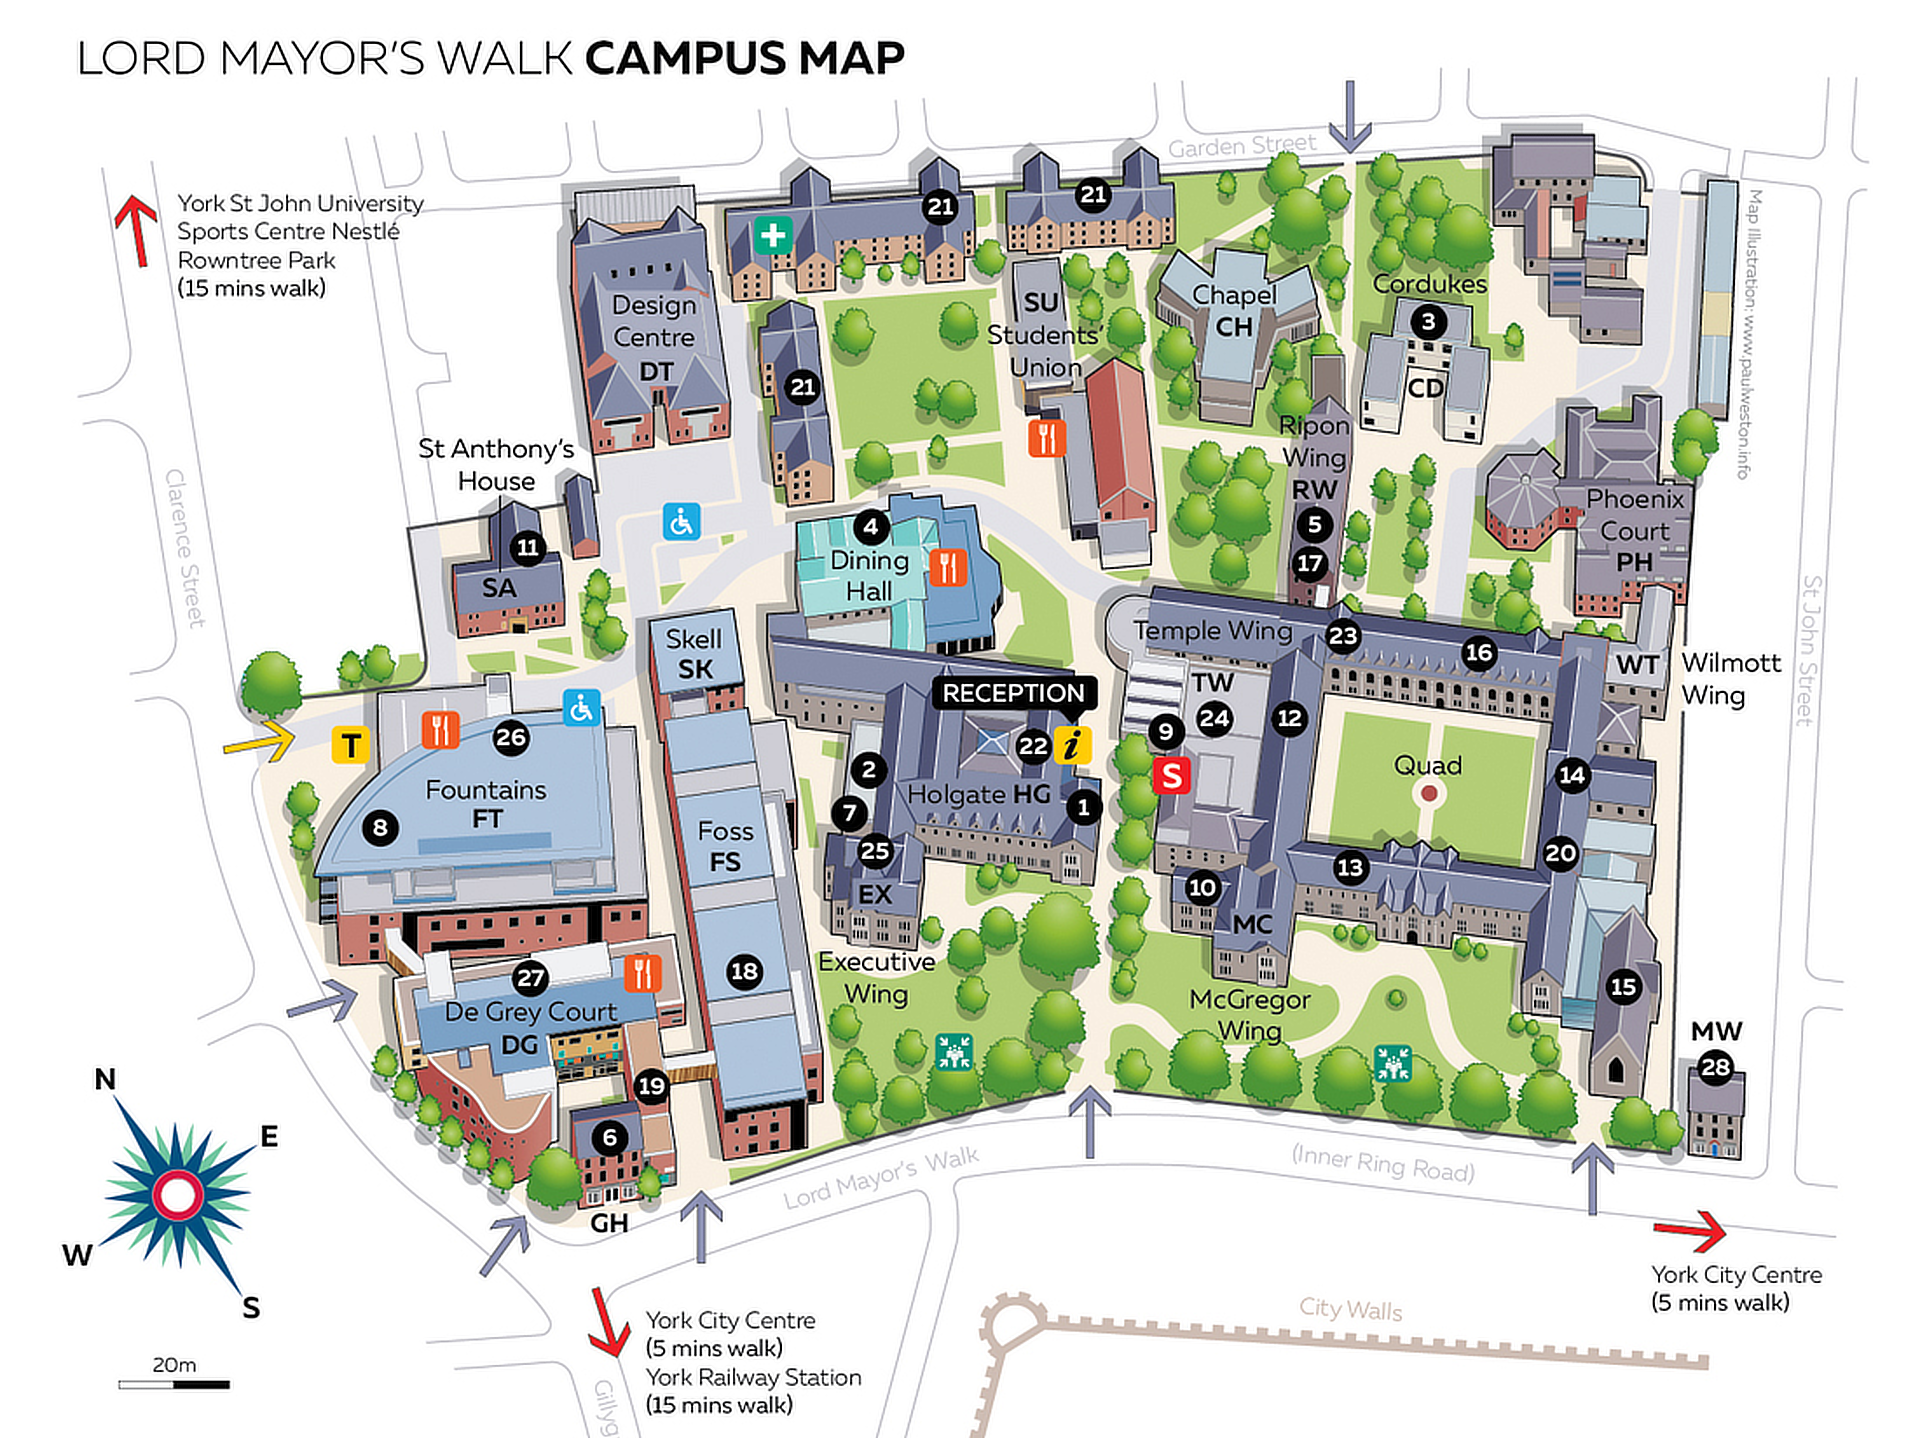 LORD MAYOR'S WALK CAMPUS MAP
Garden Street
York St John University
Sports Centre Nestlé
Rowntree Park
(15 mins walk)
Map Illustration: www.paulweston.info
21
21
Design
Centre
DT
SU
Students'
Union
Chapel
CH
Cordukes
3
CD
21
St Anthony's
House
11
SA
Clarence Street
4
Dining
Hall
Ripon
Wing
RW
5
17
Phoenix
Court
PH
St John Street
Skell
SK
Temple Wing
23
16
WT
Wilmott
Wing
RECEPTION
TW
24
9
12
T
26
22
i
S
2
Quad
14
Fountains
FT
8
7
Holgate HG
1
Foss
FS
25
EX
13
20
10
MC
Executive
Wing
18
27
De Grey Court
DG
McGregor
Wing
15
MW
28
19
6
GH
N
E
W
S
20m
Lord Mayor's Walk
(Inner Ring Road)
York City Centre
(5 mins walk)
York City Centre
(5 mins walk)
York Railway Station
(15 mins walk)
City Walls
Gillyg